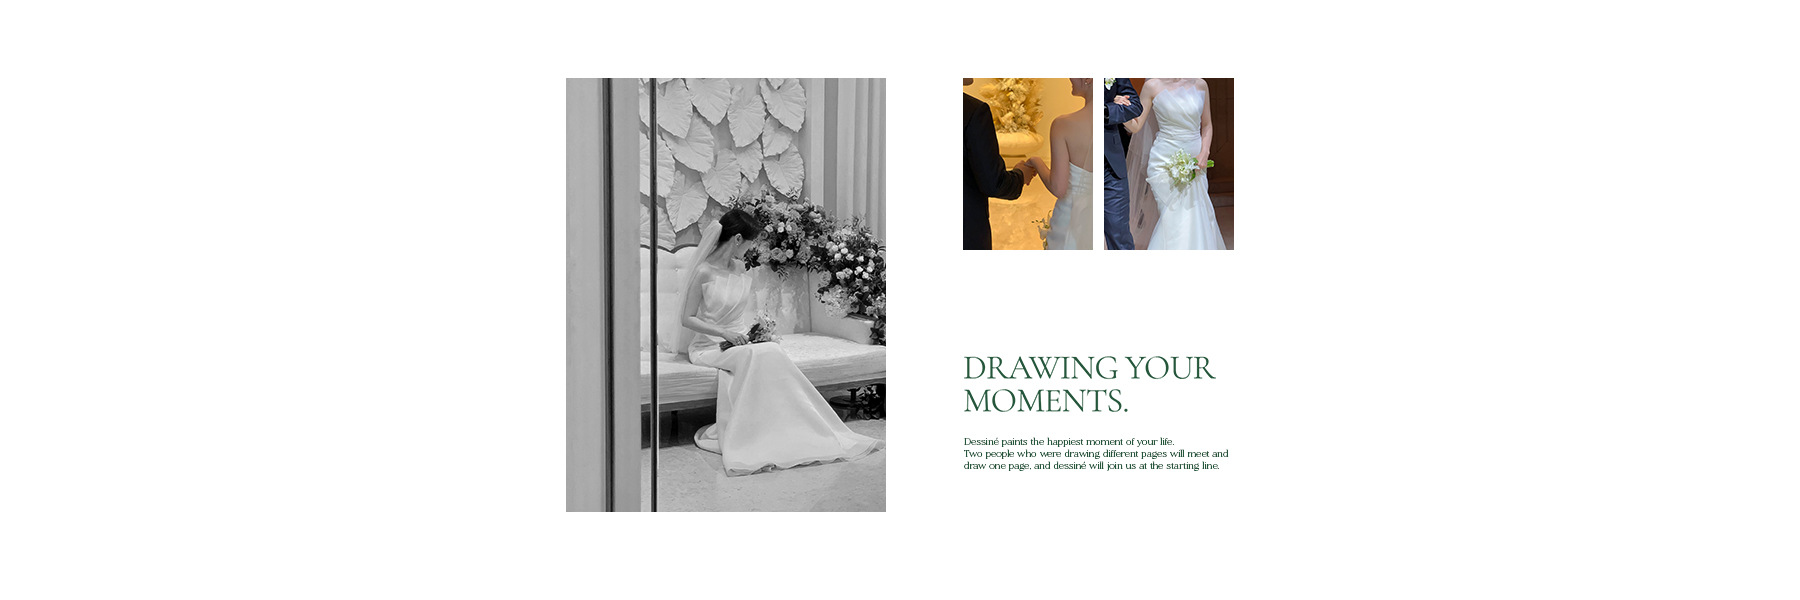 DRAWING YOUR
MOMENTS.
Dessiné paints the happiest moment of your life.
Two people who were drawing different pages will meet and
draw one page, and dessiné will join us at the starting line.